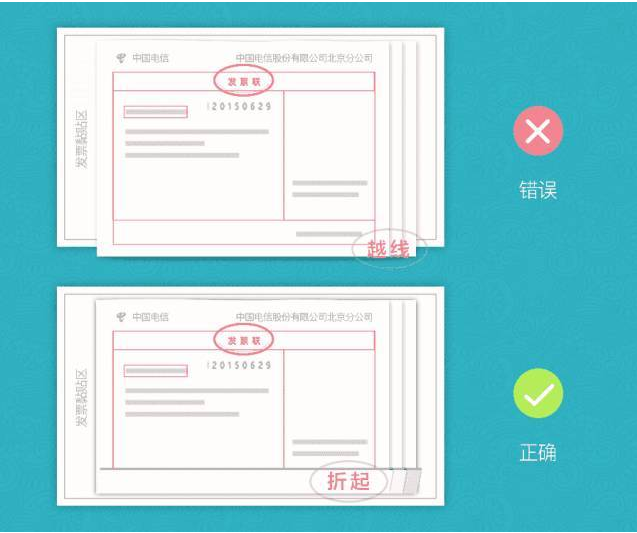 中国电信 中国电信股份有限公司北京分公司
发票联
20150629
发票黏贴区
越线
错误
中国电信 中国电信股份有限公司北京分公司
发票联
20150629
发票黏贴区
折起
正确